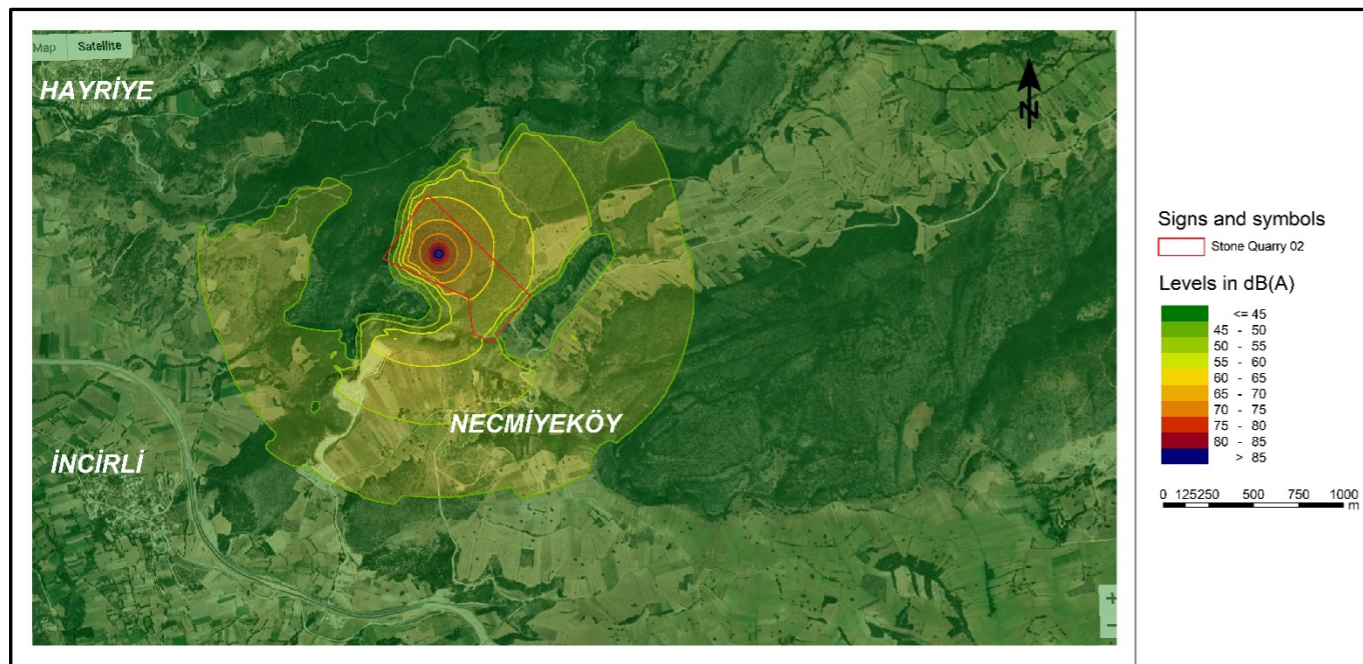 Map Satellite
HAYRİYE
N
NECMİYEKÖY
İNCİRLİ
+
−
Signs and symbols
Stone Quarry 02
Levels in dB(A)
<= 45
45 - 50
50 - 55
55 - 60
60 - 65
65 - 70
70 - 75
75 - 80
80 - 85
> 85
0 125250 500 750 1000
m